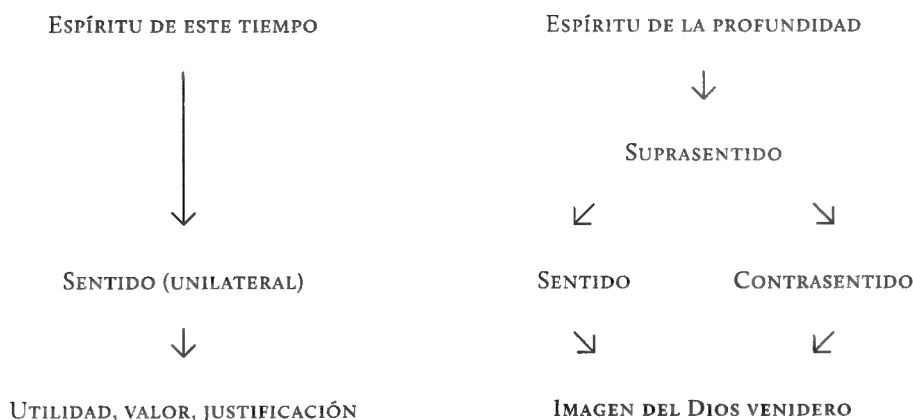 ESPÍRITU DE ESTE TIEMPO
ESPÍRITU DE LA PROFUNDIDAD
SUPRASENTIDO
SENTIDO (UNILATERAL)
SENTIDO
CONTRASENTIDO
UTILIDAD, VALOR, JUSTIFICACIÓN
IMAGEN DEL DIOS VENIDERO